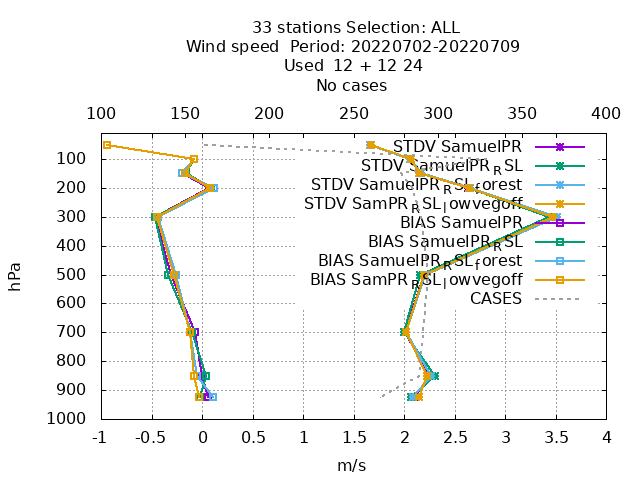 33 stations Selection: ALL
Wind speed  Period: 20220702-20220709
Used  12 + 12 24
No cases
100 150 200 250 300 350 400
STDV SamuelPR
STDV SamuelPR_RSL
STDV SamuelPR_RSL_forest
STDV SamPR_RSL_lowvegoff
BIAS SamuelPR
BIAS SamuelPR_RSL
BIAS SamuelPR_RSL_forest
BIAS SamPR_RSL_lowvegoff
CASES
hPa
100
200
300
400
500
600
700
800
900
1000
-1 -0.5 0 0.5 1 1.5 2 2.5 3 3.5 4
m/s